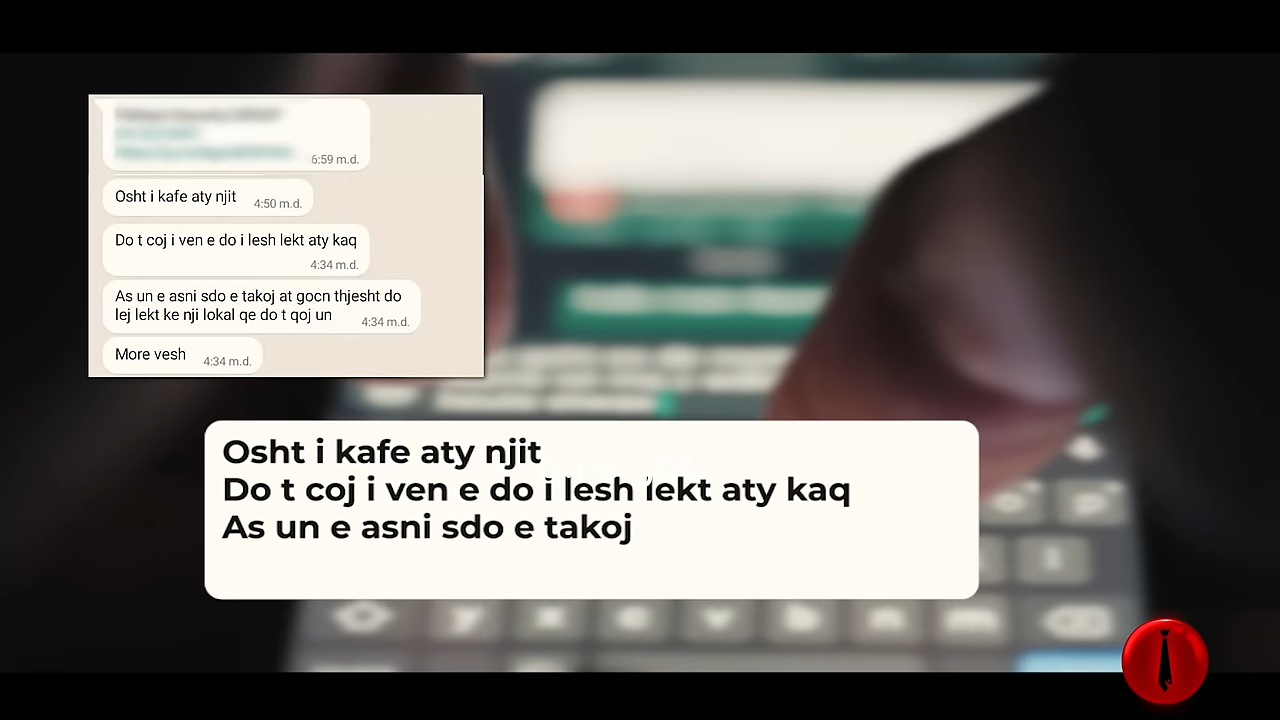 6:59 m.d.
Osht i kafe aty njit
4:50 m.d.
Do t coj i ven e do i lesh lekt aty kaq
4:34 m.d.
As un e asni sdo e takoj at gocn thjesht do
lej lekt ke nji lokal qe do t qoj un
4:34 m.d.
More vesh
4:34 m.d.
Osht i kafe aty njit
Do t coj i ven e do i lesh lekt aty kaq
As un e asni sdo e takoj